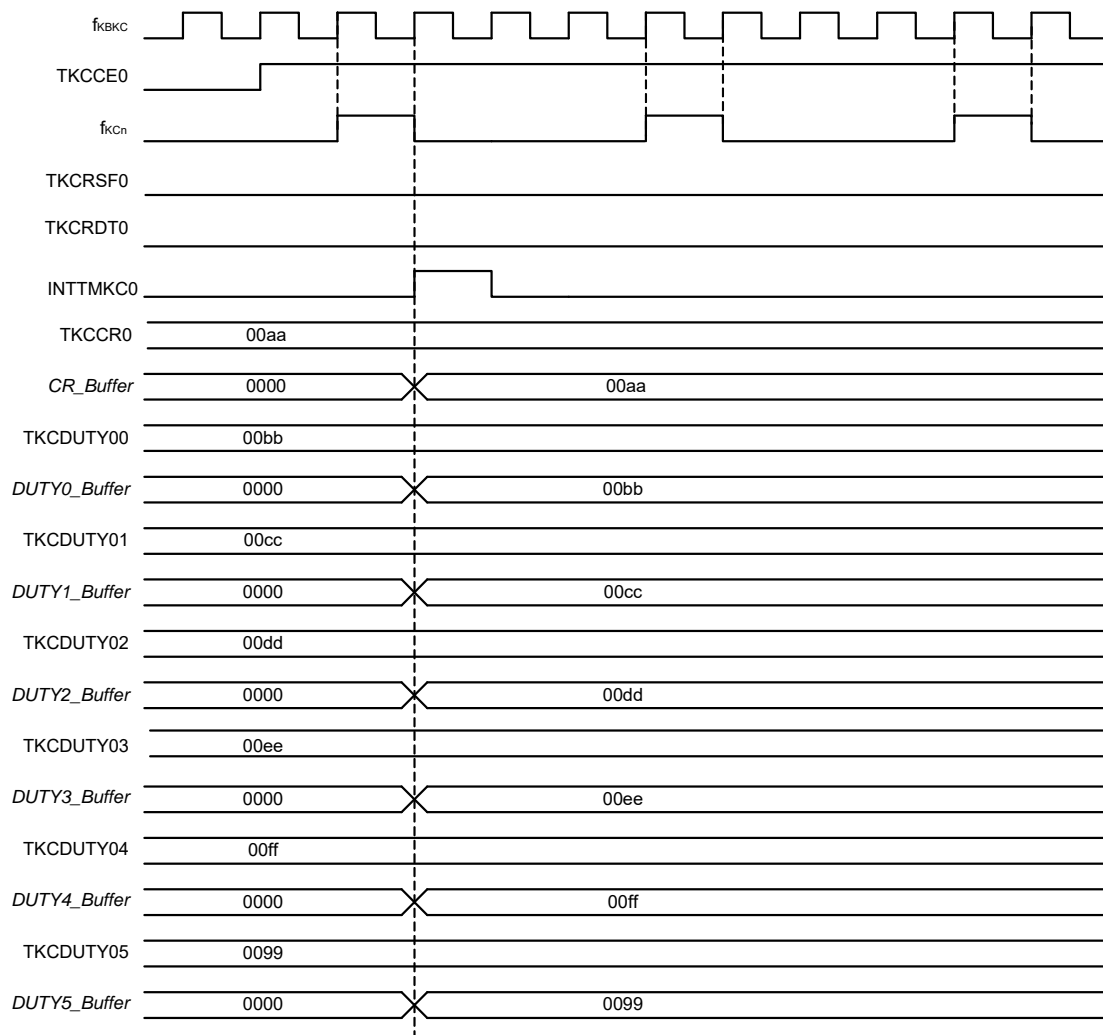 fKBKC
TKCCE0
fKCn
TKCRSF0
TKCRDT0
INTTMKC0
TKCCR0 00aa
CR_Buffer 0000 00aa
TKCDUTY00 00bb
DUTY0_Buffer 0000 00bb
TKCDUTY01 00cc
DUTY1_Buffer 0000 00cc
TKCDUTY02 00dd
DUTY2_Buffer 0000 00dd
TKCDUTY03 00ee
DUTY3_Buffer 0000 00ee
TKCDUTY04 00ff
DUTY4_Buffer 0000 00ff
TKCDUTY05 0099
DUTY5_Buffer 0000 0099